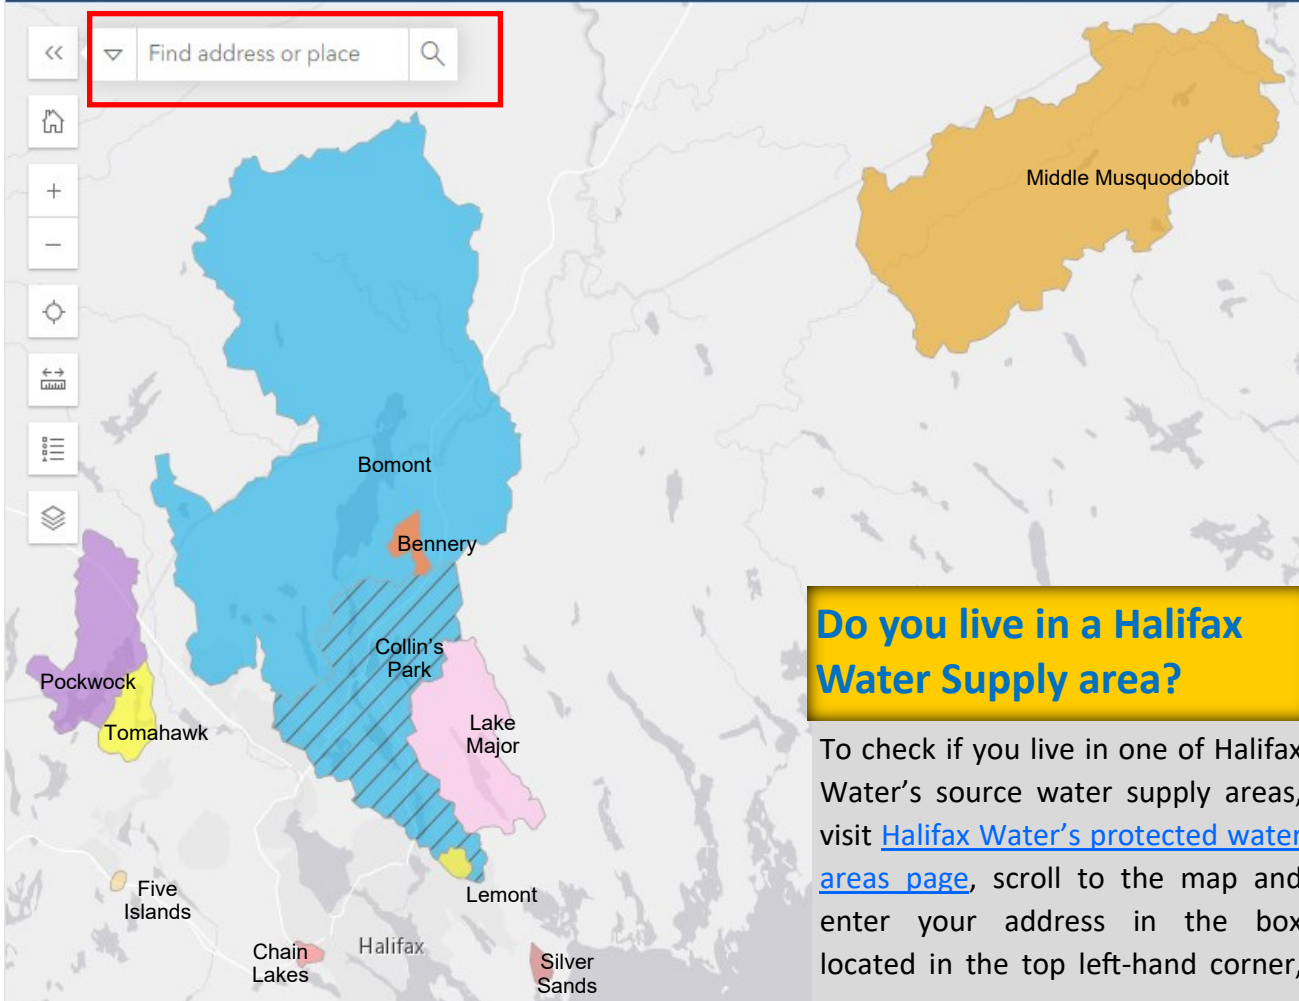 Find address or place
Middle Musquodoboit
Bomont
Bennery
Collin's
Park
Pockwock
Tomahawk
Lake
Major
Five
Islands
Lemont
Chain
Lakes
Halifax
Silver
Sands
Do you live in a Halifax
Water Supply area?
To check if you live in one of Halifax
Water’s source water supply areas,
visit Halifax Water’s protected water
areas page, scroll to the map and
enter your address in the box
located in the top left-hand corner,